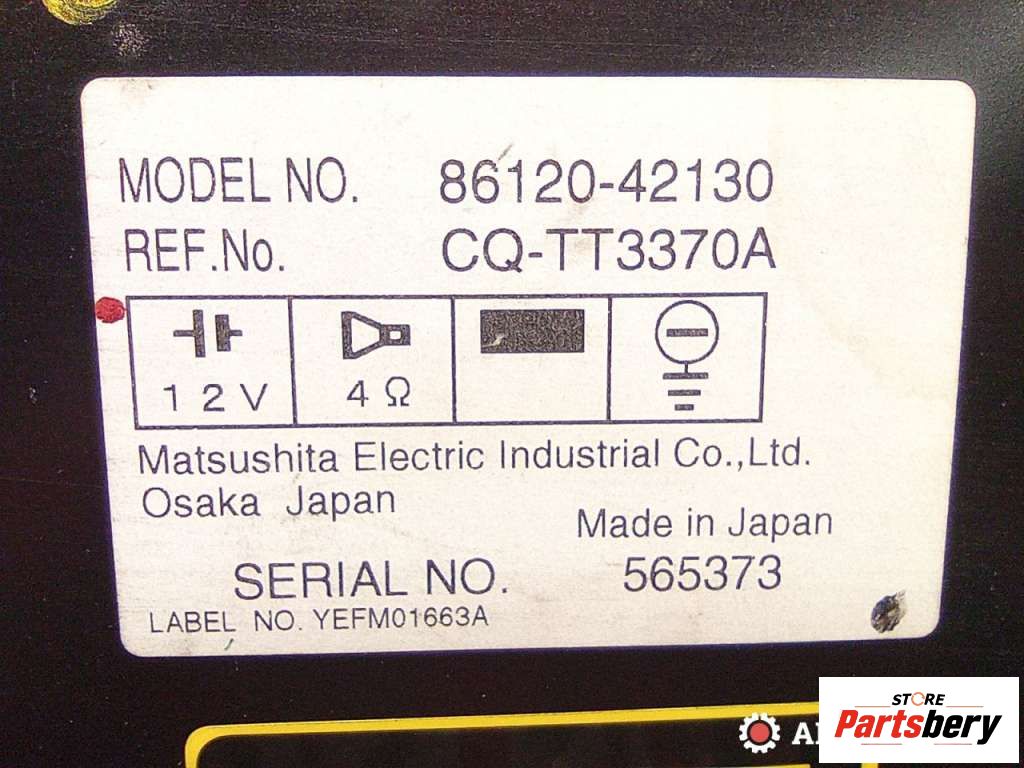 MODEL NO. 86120-42130
REF.No. CQ-TT3370A
12V 4Ω
Matsushita Electric Industrial Co.,Ltd.
Osaka Japan
Made in Japan
SERIAL NO. 565373
LABEL NO. YEFM01663A
STORE
Partsbery